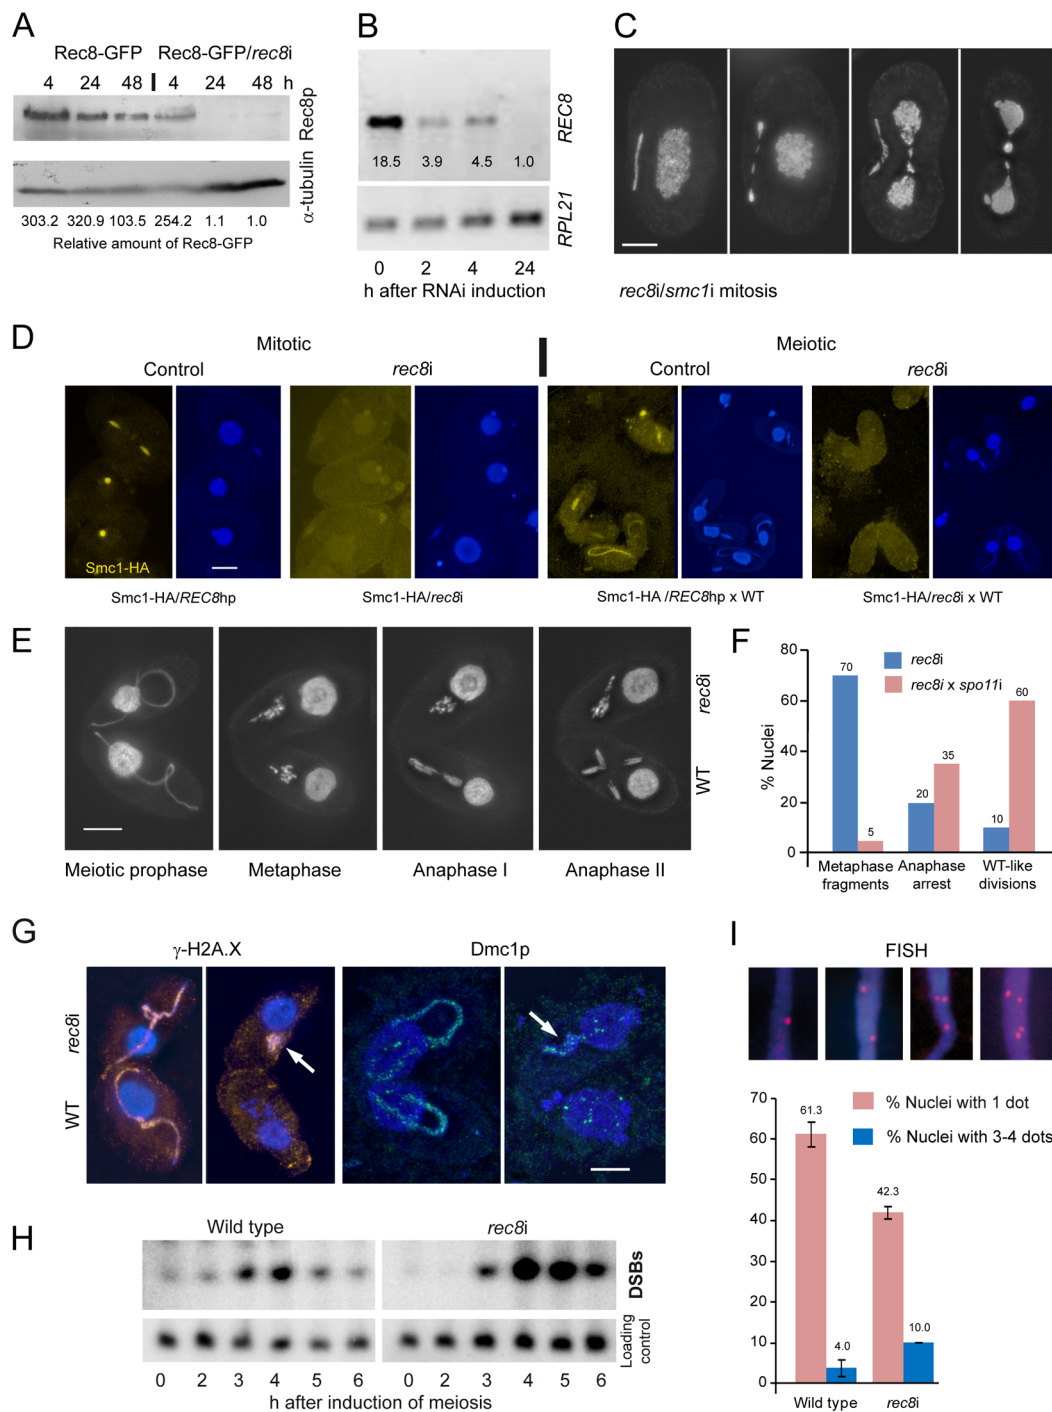 A
Rec8-GFP Rec8-GFP/rec8i
4 24 48 4 24 48 h
Rec8p
α-tubulin
303.2 320.9 103.5 254.2 1.1 1.0
Relative amount of Rec8-GFP
B
REC8
18.5 3.9 4.5 1.0
RPL21
0 2 4 24
h after RNAi induction
C
rec8i/smc1i mitosis
D
Mitotic Meiotic
Control rec8i Control rec8i
Smc1-HA
Smc1-HA/REC8hp Smc1-HA/rec8i Smc1-HA /REC8hp x WT Smc1-HA/rec8i x WT
E
rec8i
WT
Meiotic prophase Metaphase Anaphase I Anaphase II
F
% Nuclei
80
60
40
20
0
rec8i
rec8i x spo11i
70
5
20
35
10
60
Metaphase fragments
Anaphase arrest
WT-like divisions
G
γ-H2A.X Dmc1p
rec8i
WT
H
Wild type rec8i
DSBs
Loading control
0 2 3 4 5 6 0 2 3 4 5 6
h after induction of meiosis
I
FISH
70
60
50
40
30
20
10
0
% Nuclei with 1 dot
% Nuclei with 3-4 dots
61.3
4.0
42.3
10.0
Wild type rec8i